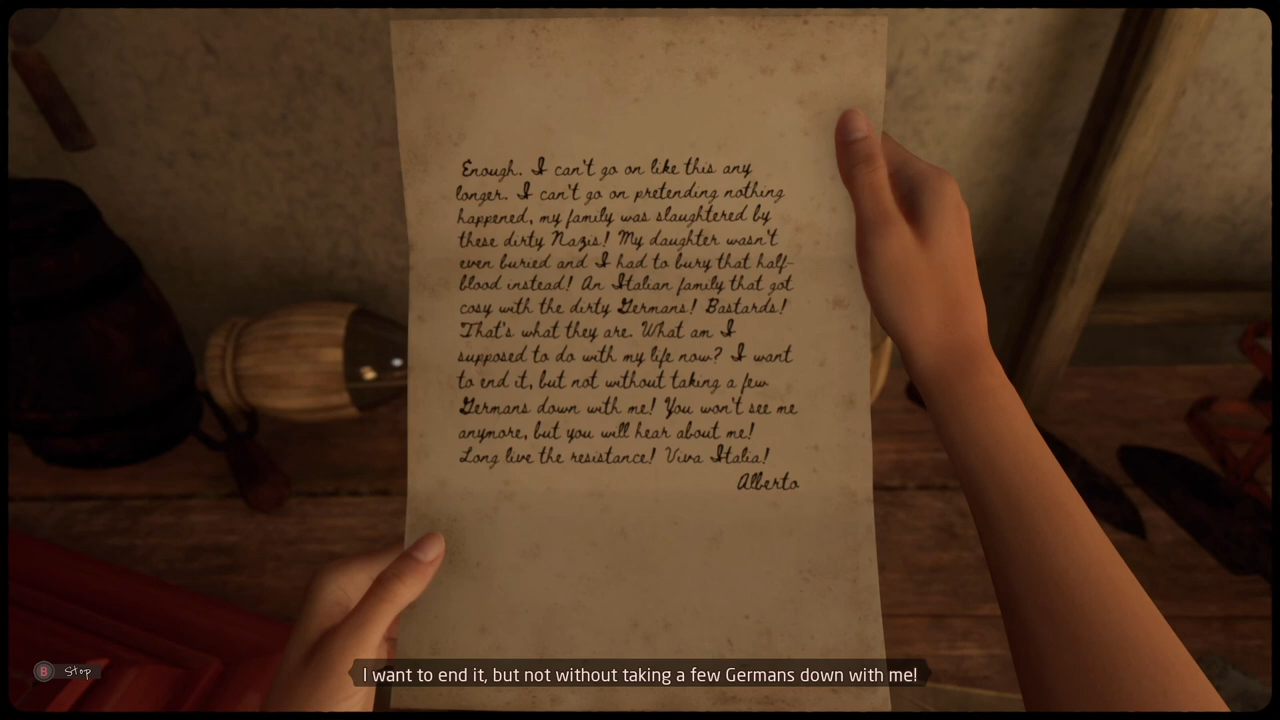 Enough. I can't go on like this any
longer. I can't go on pretending nothing
happened, my family was slaughtered by
these dirty Nazis! My daughter wasn't
even buried and I had to bury that half-
blood instead! An Italian family that got
cosy with the dirty Germans! Bastards!
That's what they are. What am I
supposed to do with my life now? I want
to end it, but not without taking a few
Germans down with me! You won't see me
anymore, but you will hear about me!
Long live the resistance! Viva Italia!
Alberto
B Stop
I want to end it, but not without taking a few Germans down with me!